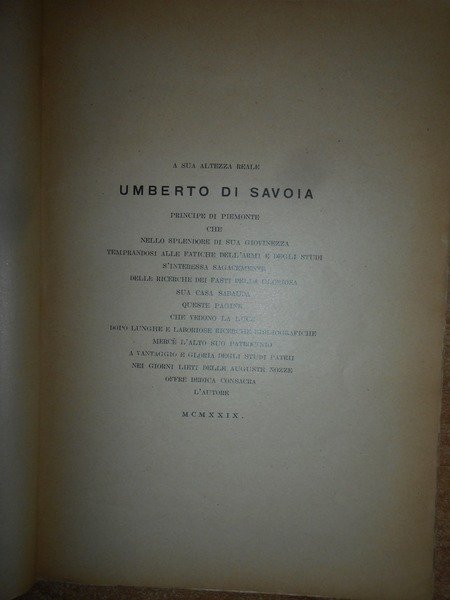 A SUA ALTEZZA REALE
UMBERTO DI SAVOIA
PRINCIPE DI PIEMONTE
CHE
NELLO SPLENDORE DI SUA GIOVINEZZA
TEMPRANDOSI ALLE FATICHE DELL'ARMI E DEGLI STUDI
S'INTERESSA SAGACEMENTE
DELLE RICERCHE DEI FASTI DELLA GLORIOSA
SUA CASA SABAUDA
QUESTE PAGINE
CHE VEDONO LA LUCE
DOPO LUNGHE E LABORIOSE RICERCHE BIBLIOGRAFICHE
MERCÈ L'ALTO SUO PATROCINIO
A VANTAGGIO E GLORIA DEGLI STUDI PATRII
NEI GIORNI LIETI DELLE AUGUSTE NOZZE
OFFRE DEDICA CONSACRA
L'AUTORE
MCMXXIX.